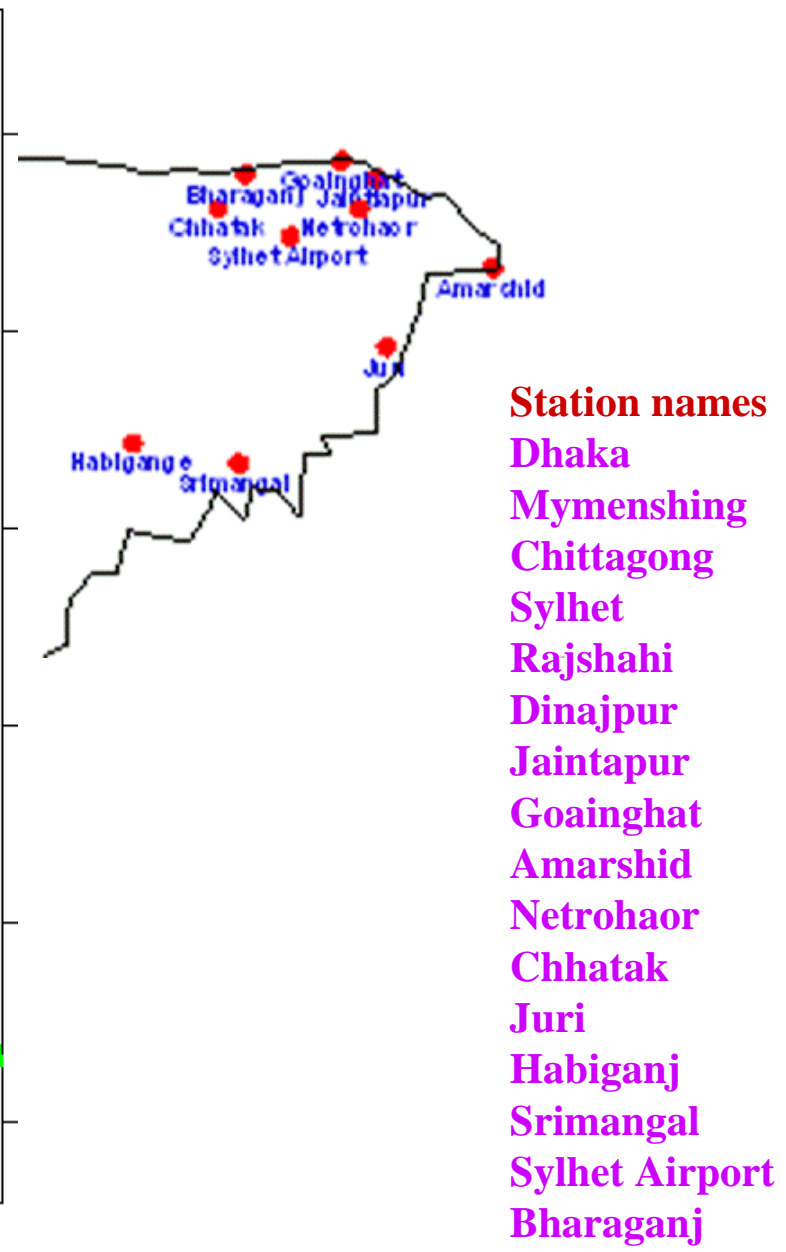 Goainghat
Bharaganj Jaintapur
Chhatak Netrohaor
Sylhet Airport
Amarshid
Juri
Habigange
Srimangal
Station names
Dhaka
Mymenshing
Chittagong
Sylhet
Rajshahi
Dinajpur
Jaintapur
Goainghat
Amarshid
Netrohaor
Chhatak
Juri
Habiganj
Srimangal
Sylhet Airport
Bharaganj